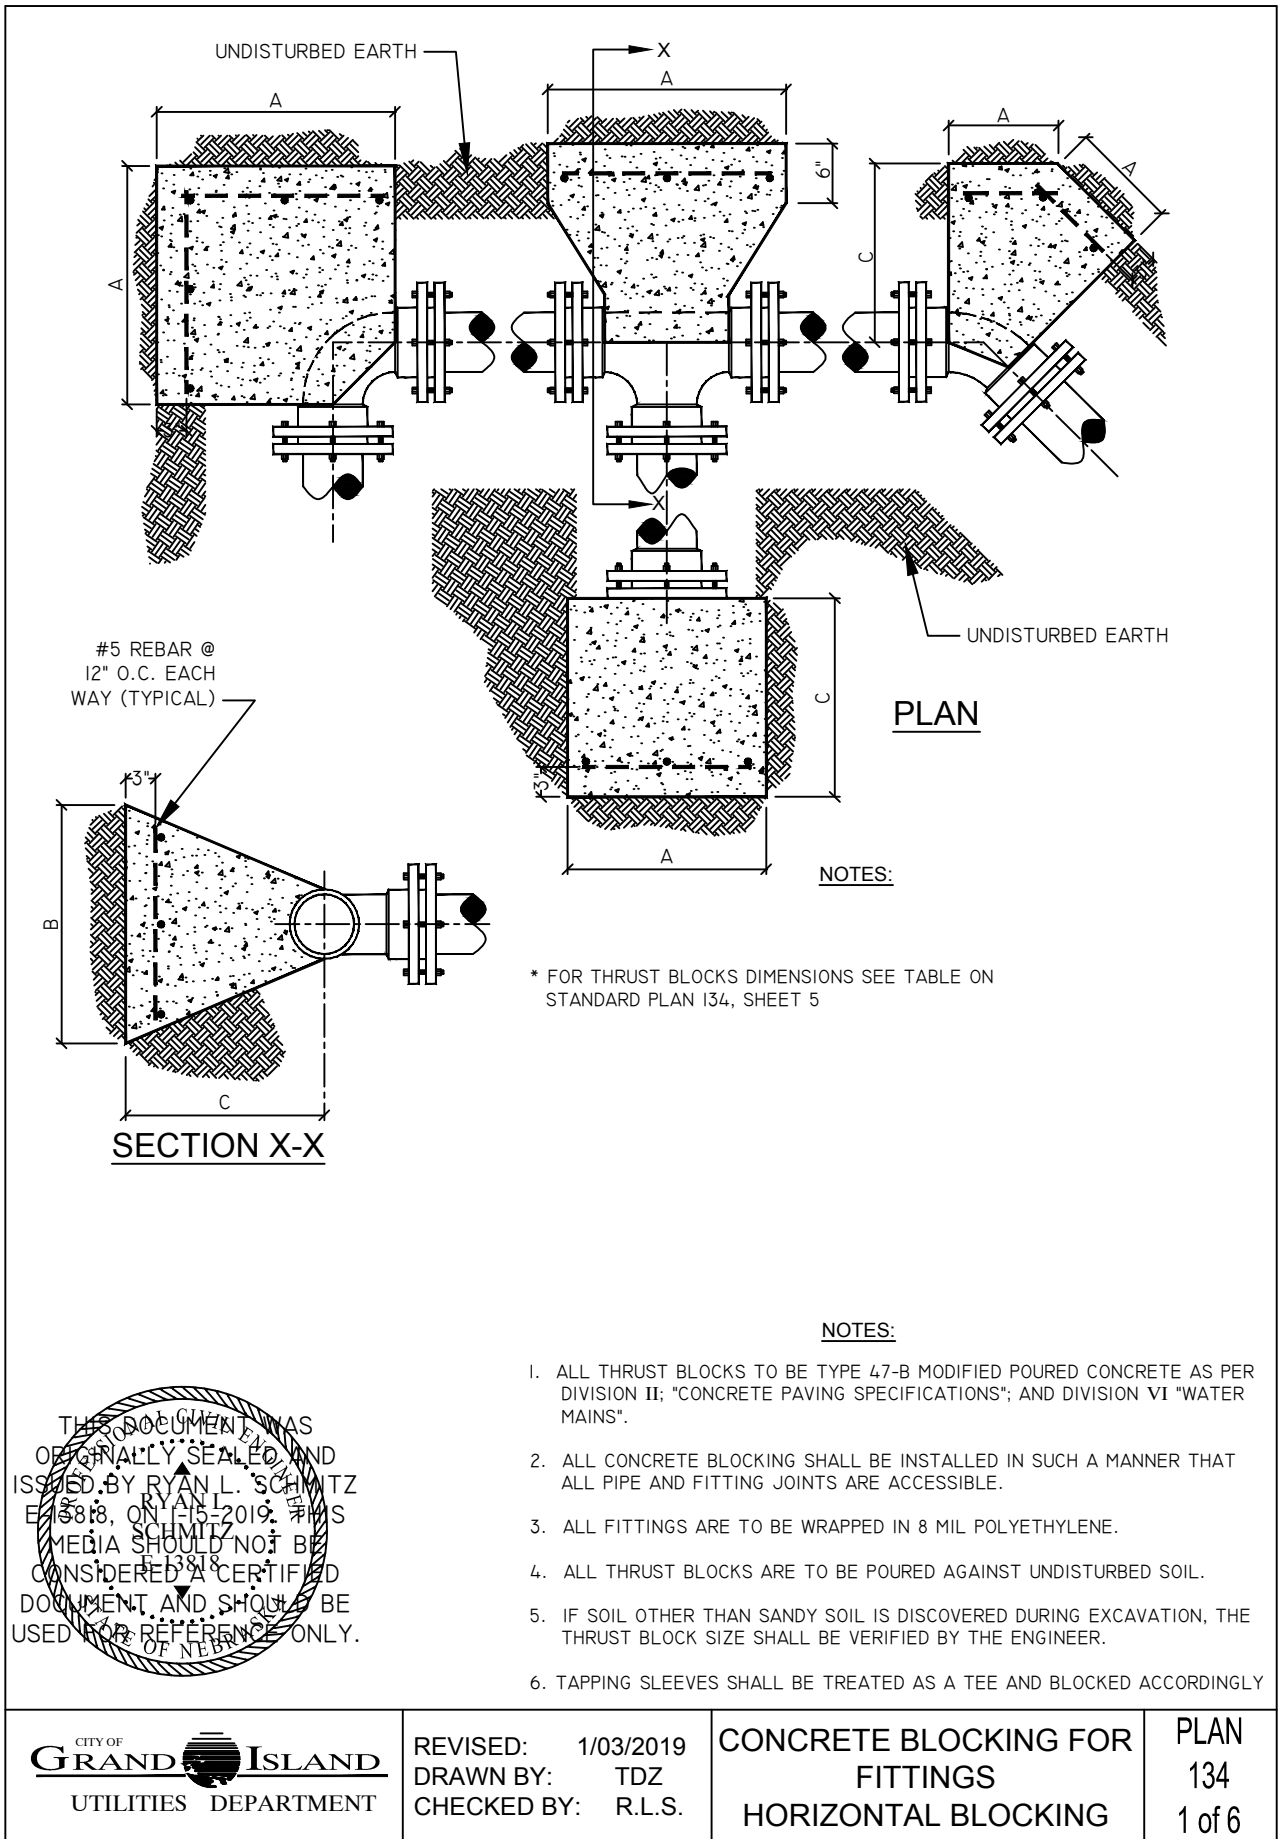 UNDISTURBED EARTH
X
A
A
A
A
6"
A
C
X
UNDISTURBED EARTH
#5 REBAR @
12" O.C. EACH
WAY (TYPICAL)
PLAN
C
3"
3"
A
B
NOTES:
* FOR THRUST BLOCKS DIMENSIONS SEE TABLE ON
STANDARD PLAN 134, SHEET 5
C
SECTION X-X
NOTES:
1. ALL THRUST BLOCKS TO BE TYPE 47-B MODIFIED POURED CONCRETE AS PER
DIVISION II; "CONCRETE PAVING SPECIFICATIONS"; AND DIVISION VI "WATER
MAINS".
2. ALL CONCRETE BLOCKING SHALL BE INSTALLED IN SUCH A MANNER THAT
ALL PIPE AND FITTING JOINTS ARE ACCESSIBLE.
3. ALL FITTINGS ARE TO BE WRAPPED IN 8 MIL POLYETHYLENE.
4. ALL THRUST BLOCKS ARE TO BE POURED AGAINST UNDISTURBED SOIL.
5. IF SOIL OTHER THAN SANDY SOIL IS DISCOVERED DURING EXCAVATION, THE
THRUST BLOCK SIZE SHALL BE VERIFIED BY THE ENGINEER.
6. TAPPING SLEEVES SHALL BE TREATED AS A TEE AND BLOCKED ACCORDINGLY
THIS DOCUMENT WAS
ORIGINALLY SEALED AND
ISSUED BY RYAN L. SCHMITZ
E-13818, ON 1-15-2019. THIS
MEDIA SHOULD NOT BE
CONSIDERED A CERTIFIED
DOCUMENT AND SHOULD BE
USED FOR REFERENCE ONLY.
PROFESSIONAL CIVIL ENGINEER
RYAN L.
SCHMITZ
E-13818
STATE OF NEBRASKA
CITY OF
GRAND ISLAND
UTILITIES DEPARTMENT
REVISED: 1/03/2019
DRAWN BY: TDZ
CHECKED BY: R.L.S.
CONCRETE BLOCKING FOR
FITTINGS
HORIZONTAL BLOCKING
PLAN
134
1 of 6